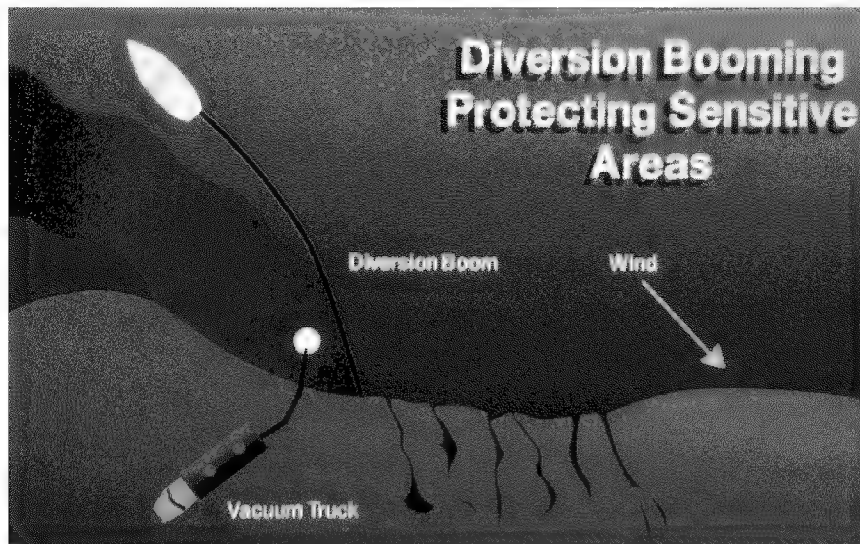 Diversion Booming
Protecting Sensitive
Areas
Diversion Boom
Wind
Vacuum Truck